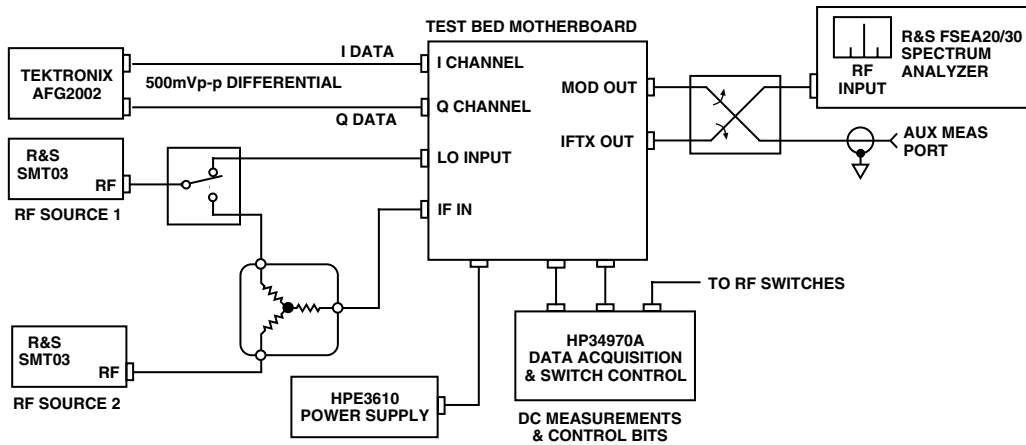 TEST BED MOTHERBOARD
TEKTRONIX
AFG2002
I DATA
500mVp-p DIFFERENTIAL
Q DATA
I CHANNEL
Q CHANNEL
LO INPUT
IF IN
MOD OUT
IFTX OUT
RF
INPUT
R&S FSEA20/30
SPECTRUM
ANALYZER
AUX MEAS
PORT
R&S
SMT03
RF
RF SOURCE 1
R&S
SMT03
RF
RF SOURCE 2
HPE3610
POWER SUPPLY
TO RF SWITCHES
HP34970A
DATA ACQUISITION
& SWITCH CONTROL
DC MEASUREMENTS
& CONTROL BITS